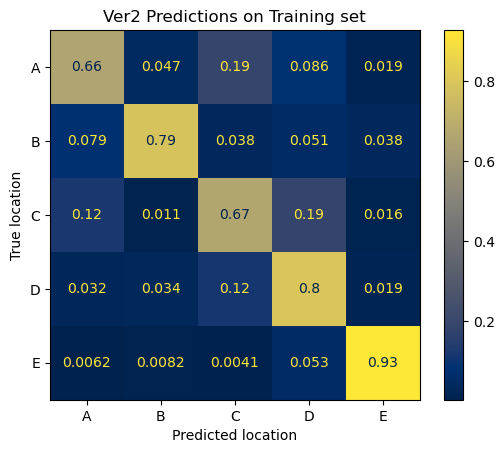 Ver2 Predictions on Training set
True location
A 0.66 0.047 0.19 0.086 0.019
B 0.079 0.79 0.038 0.051 0.038
C 0.12 0.011 0.67 0.19 0.016
D 0.032 0.034 0.12 0.8 0.019
E 0.0062 0.0082 0.0041 0.053 0.93
A B C D E
Predicted location
0.8
0.6
0.4
0.2